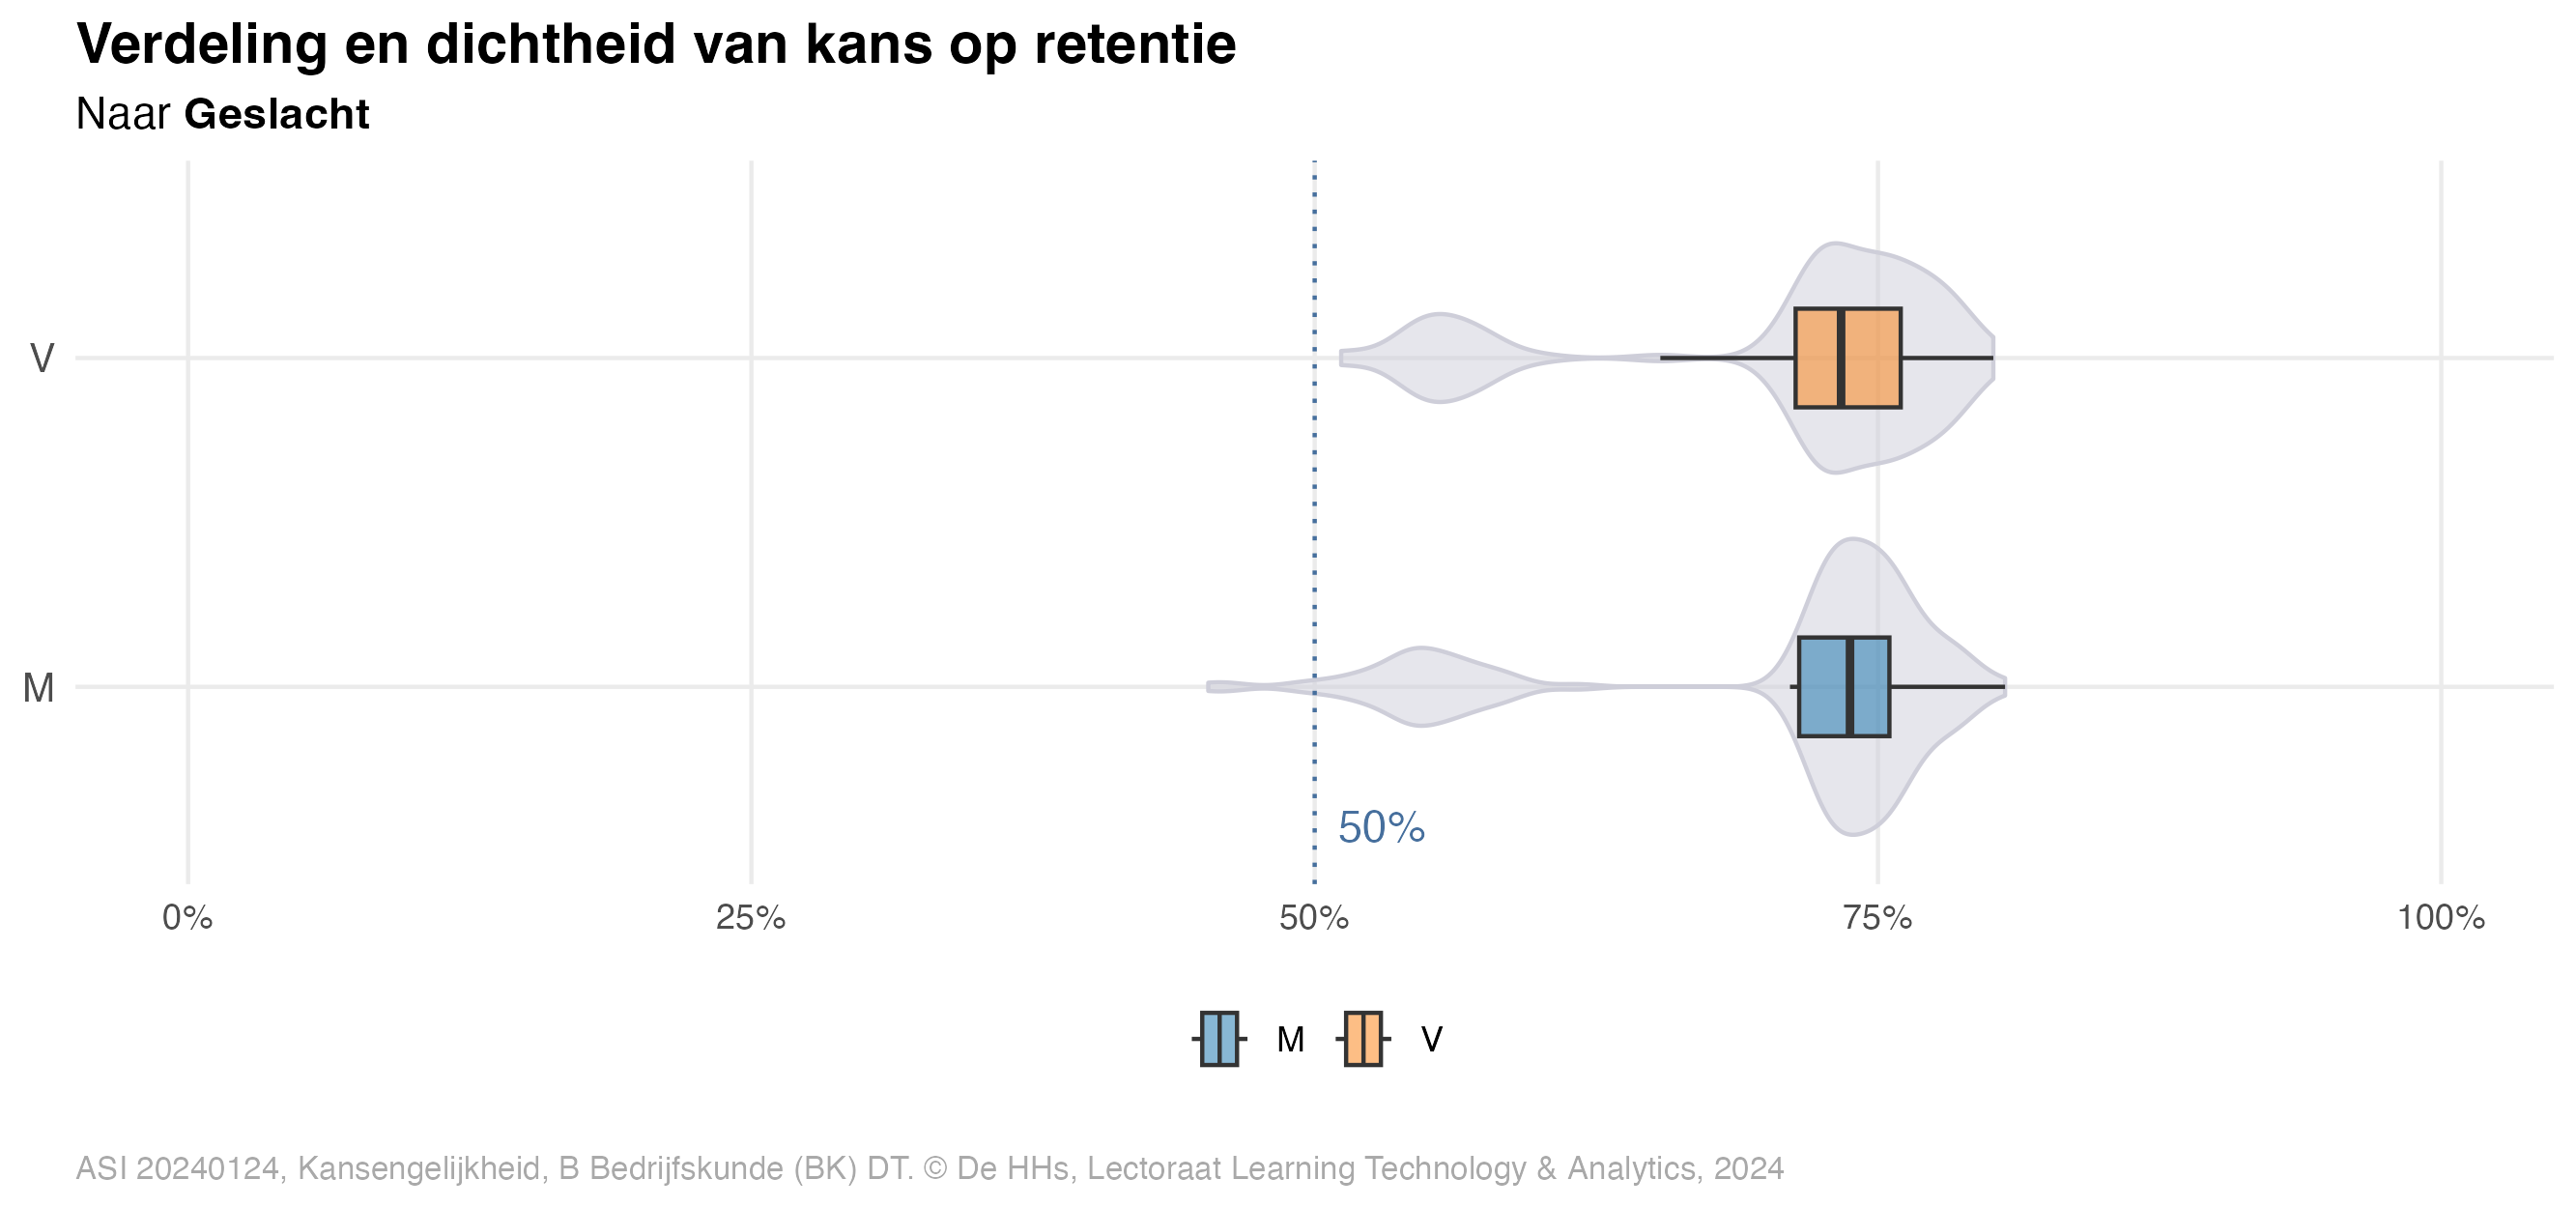 Verdeling en dichtheid van kans op retentie
Naar Geslacht
V
M
50%
0% 25% 50% 75% 100%
M V
ASI 20240124, Kansengelijkheid, B Bedrijfskunde (BK) DT. © De HHs, Lectoraat Learning Technology & Analytics, 2024